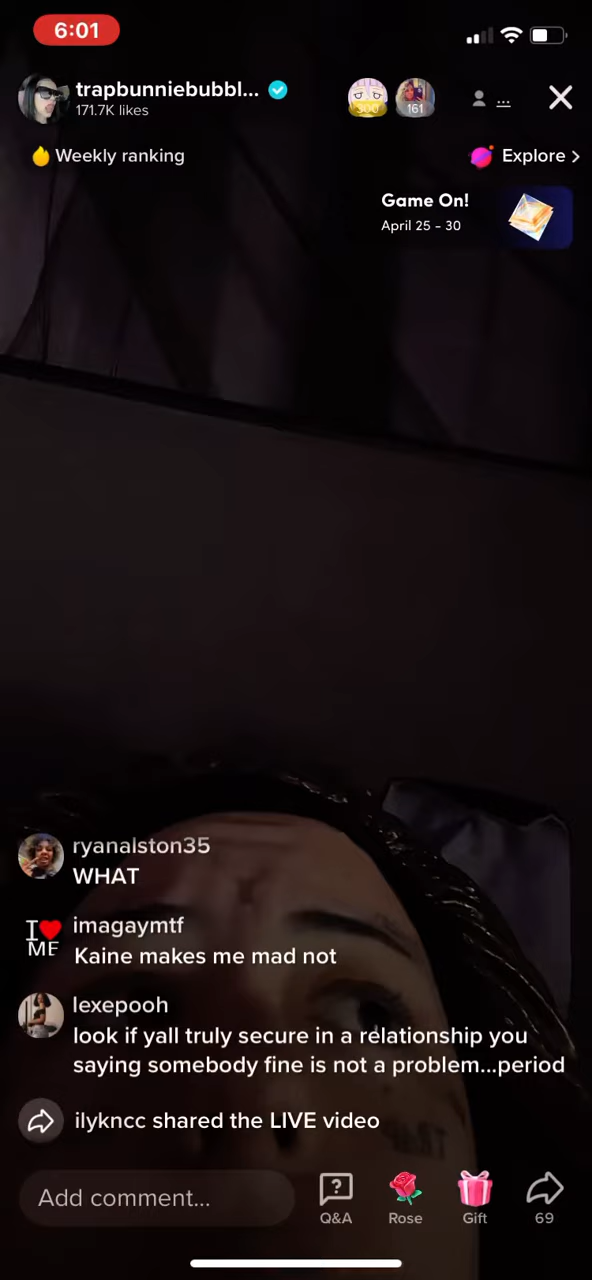 6:01
trapbunniebubbl...
171.7K likes
300
161
...
Weekly ranking
Explore >
Game On!
April 25 - 30
ryanalston35
WHAT
I ❤ ME
imagaymtf
Kaine makes me mad not
lexepooh
look if yall truly secure in a relationship you
saying somebody fine is not a problem...period
ilykncc shared the LIVE video
Add comment...
Q&A
Rose
Gift
69